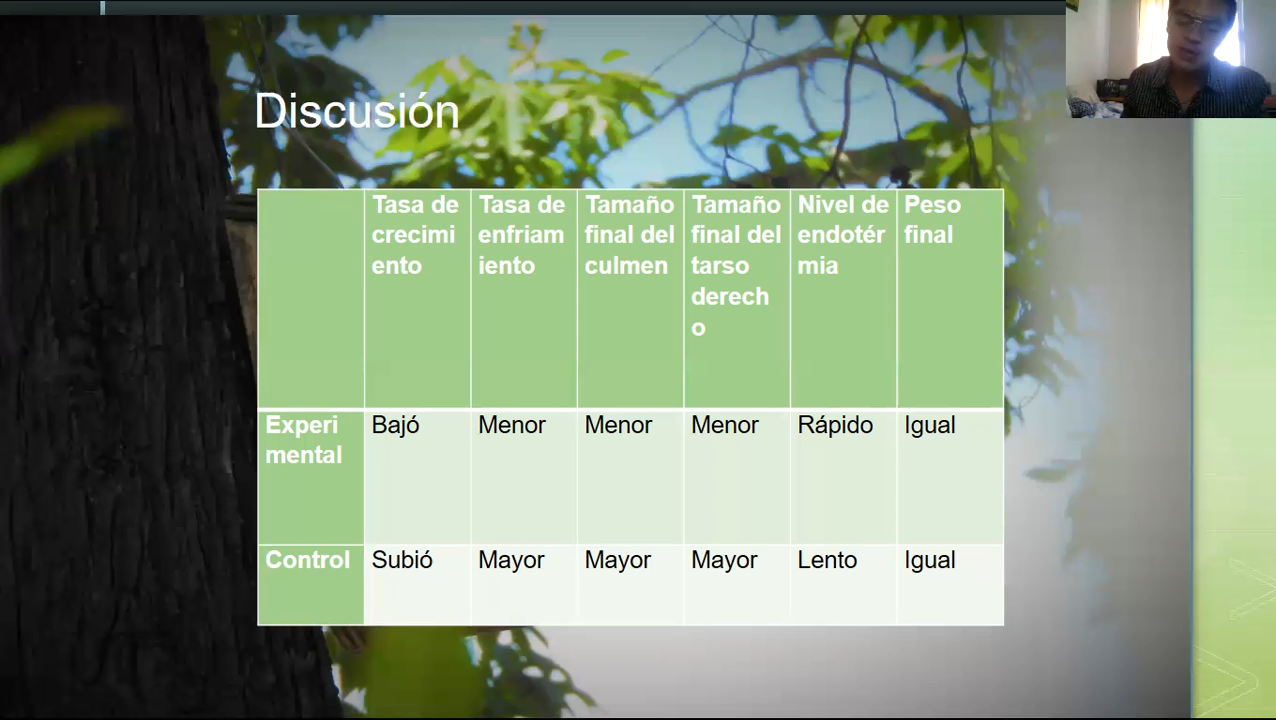 Discusión
Tasa de
crecimi
ento
Tasa de
enfriam
iento
Tamaño
final del
culmen
Tamaño
final del
tarso
derech
o
Nivel de
endotér
mia
Peso
final
Experi
mental
Bajó
Menor
Menor
Menor
Rápido
Igual
Control
Subió
Mayor
Mayor
Mayor
Lento
Igual